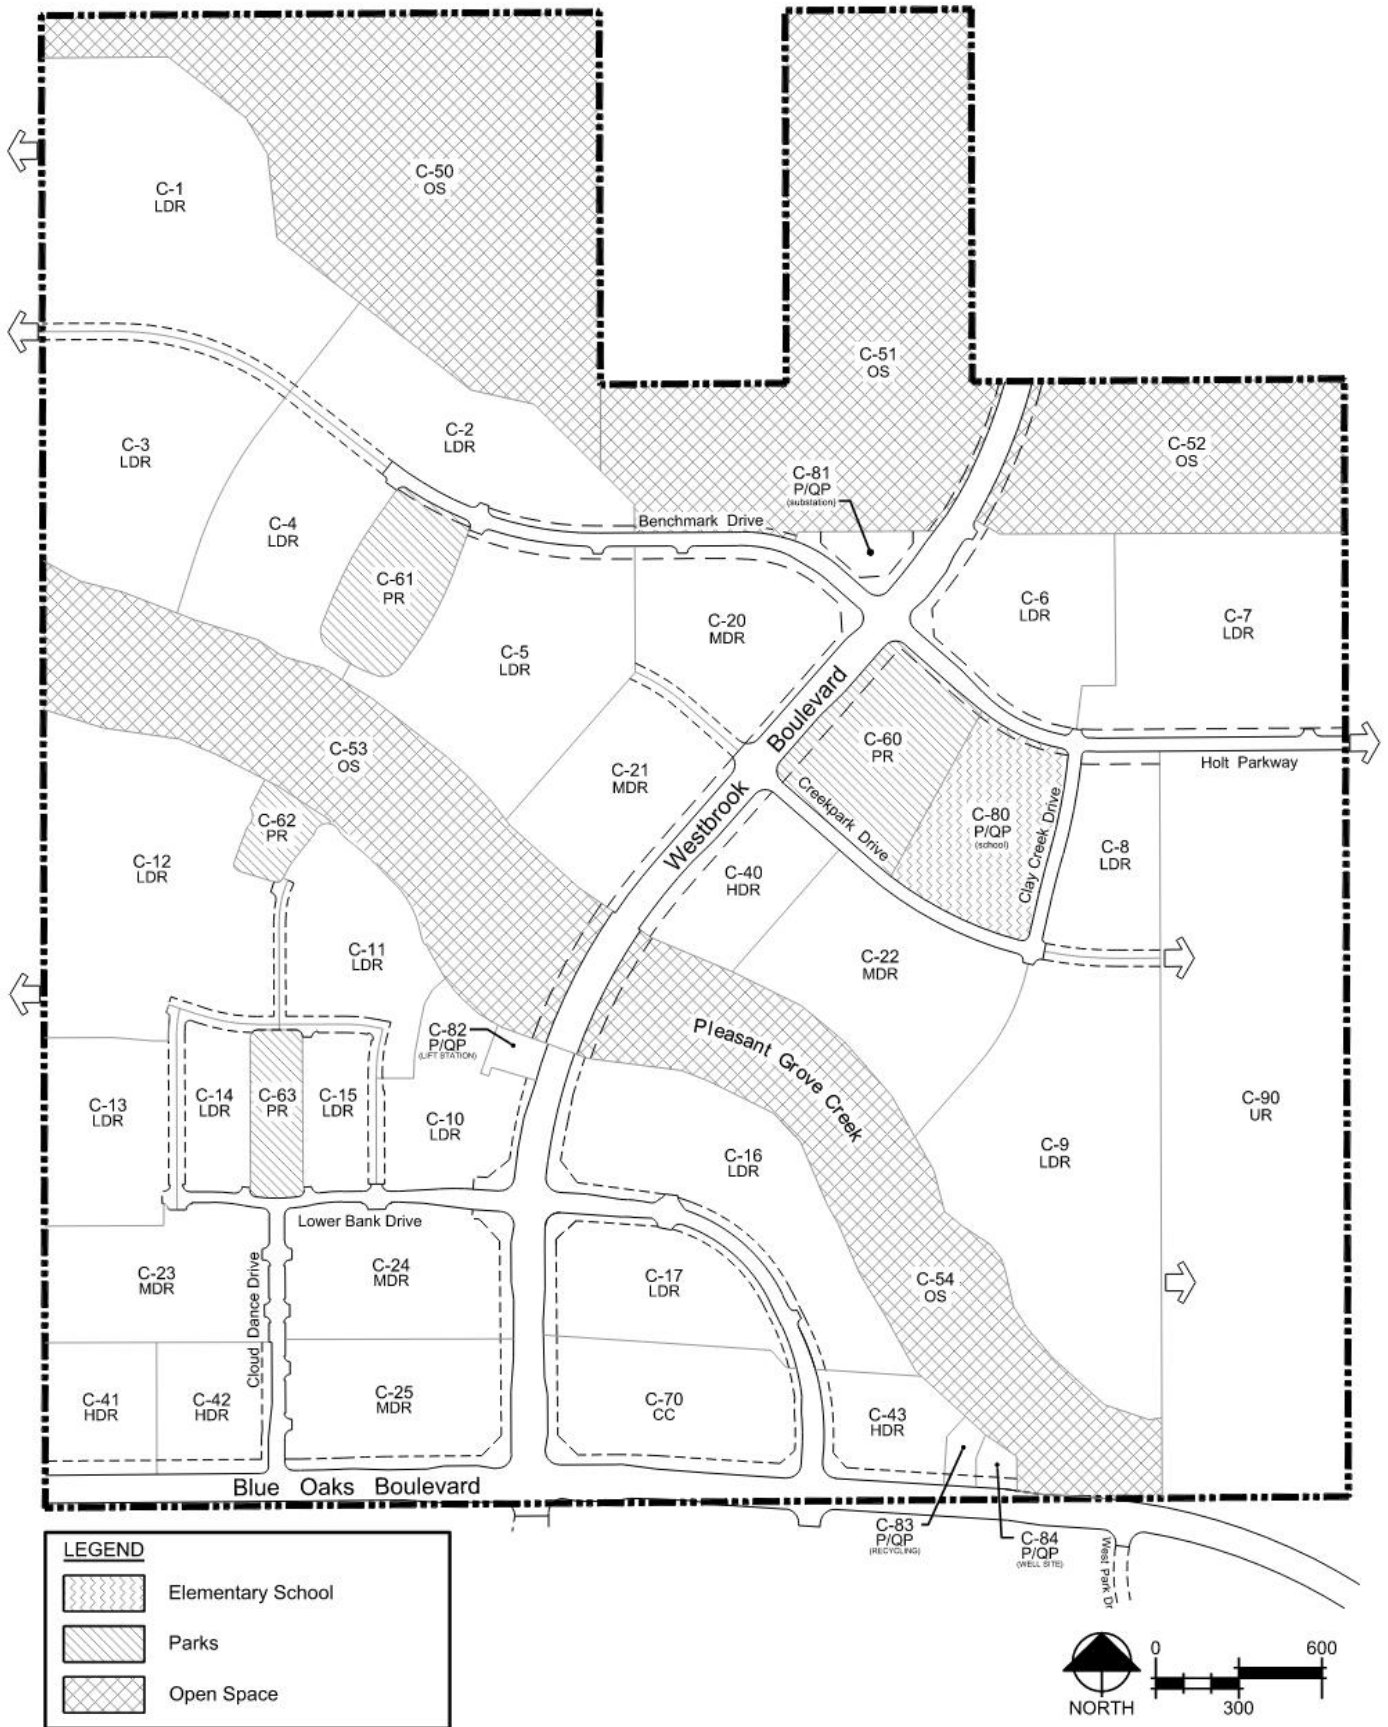 C-50
OS
C-1
LDR
C-51
OS
C-2
LDR
C-3
LDR
C-52
OS
C-81
P/QP
(substation)
Benchmark Drive
C-4
LDR
C-61
PR
C-6
LDR
C-7
LDR
C-20
MDR
C-5
LDR
Westbrook Boulevard
C-60
PR
C-53
OS
Holt Parkway
C-21
MDR
Creekpark Drive
C-80
P/QP
(school)
Clay Creek Drive
C-62
PR
C-12
LDR
C-8
LDR
C-40
HDR
C-11
LDR
C-22
MDR
C-82
P/QP
(LIFT STATION)
Pleasant Grove Creek
C-13
LDR
C-14
LDR
C-63
PR
C-15
LDR
C-10
LDR
C-90
UR
C-16
LDR
C-9
LDR
Lower Bank Drive
C-23
MDR
Cloud Dance Drive
C-24
MDR
C-17
LDR
C-54
OS
C-41
HDR
C-42
HDR
C-25
MDR
C-70
CC
C-43
HDR
Blue Oaks Boulevard
C-83
P/QP
(RECYCLING)
C-84
P/QP
(WELL SITE)
West Park Dr
LEGEND
Elementary School
Parks
Open Space
NORTH
0
600
300